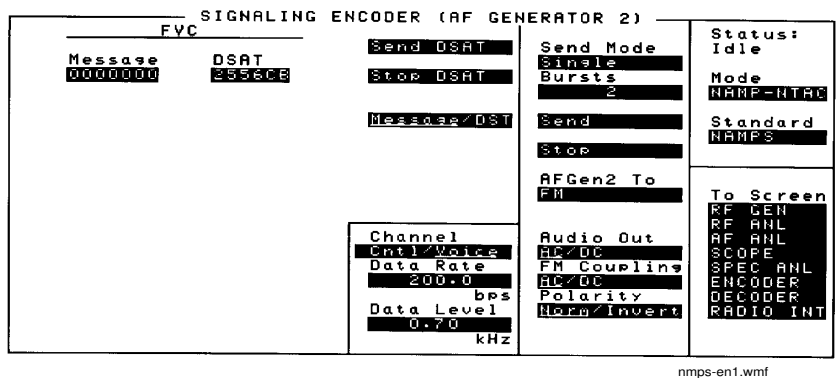 SIGNALING ENCODER (AF GENERATOR 2)
FVC
Message DSAT
0000000 2556CB
Send DSAT
Stop DSAT
Message/DST
Channel
Cntl/Voice
Data Rate
200.0
bps
Data Level
0.70
kHz
Send Mode
Single
Bursts
2
Send
Stop
AFGen2 To
FM
Audio Out
AC/DC
FM Coupling
AC/DC
Polarity
Norm/Invert
Status:
Idle
Mode
NAMP-NTAC
Standard
NAMPS
To Screen
RF GEN
RF ANL
AF ANL
SCOPE
SPEC ANL
ENCODER
DECODER
RADIO INT
nmps-en1.wmf